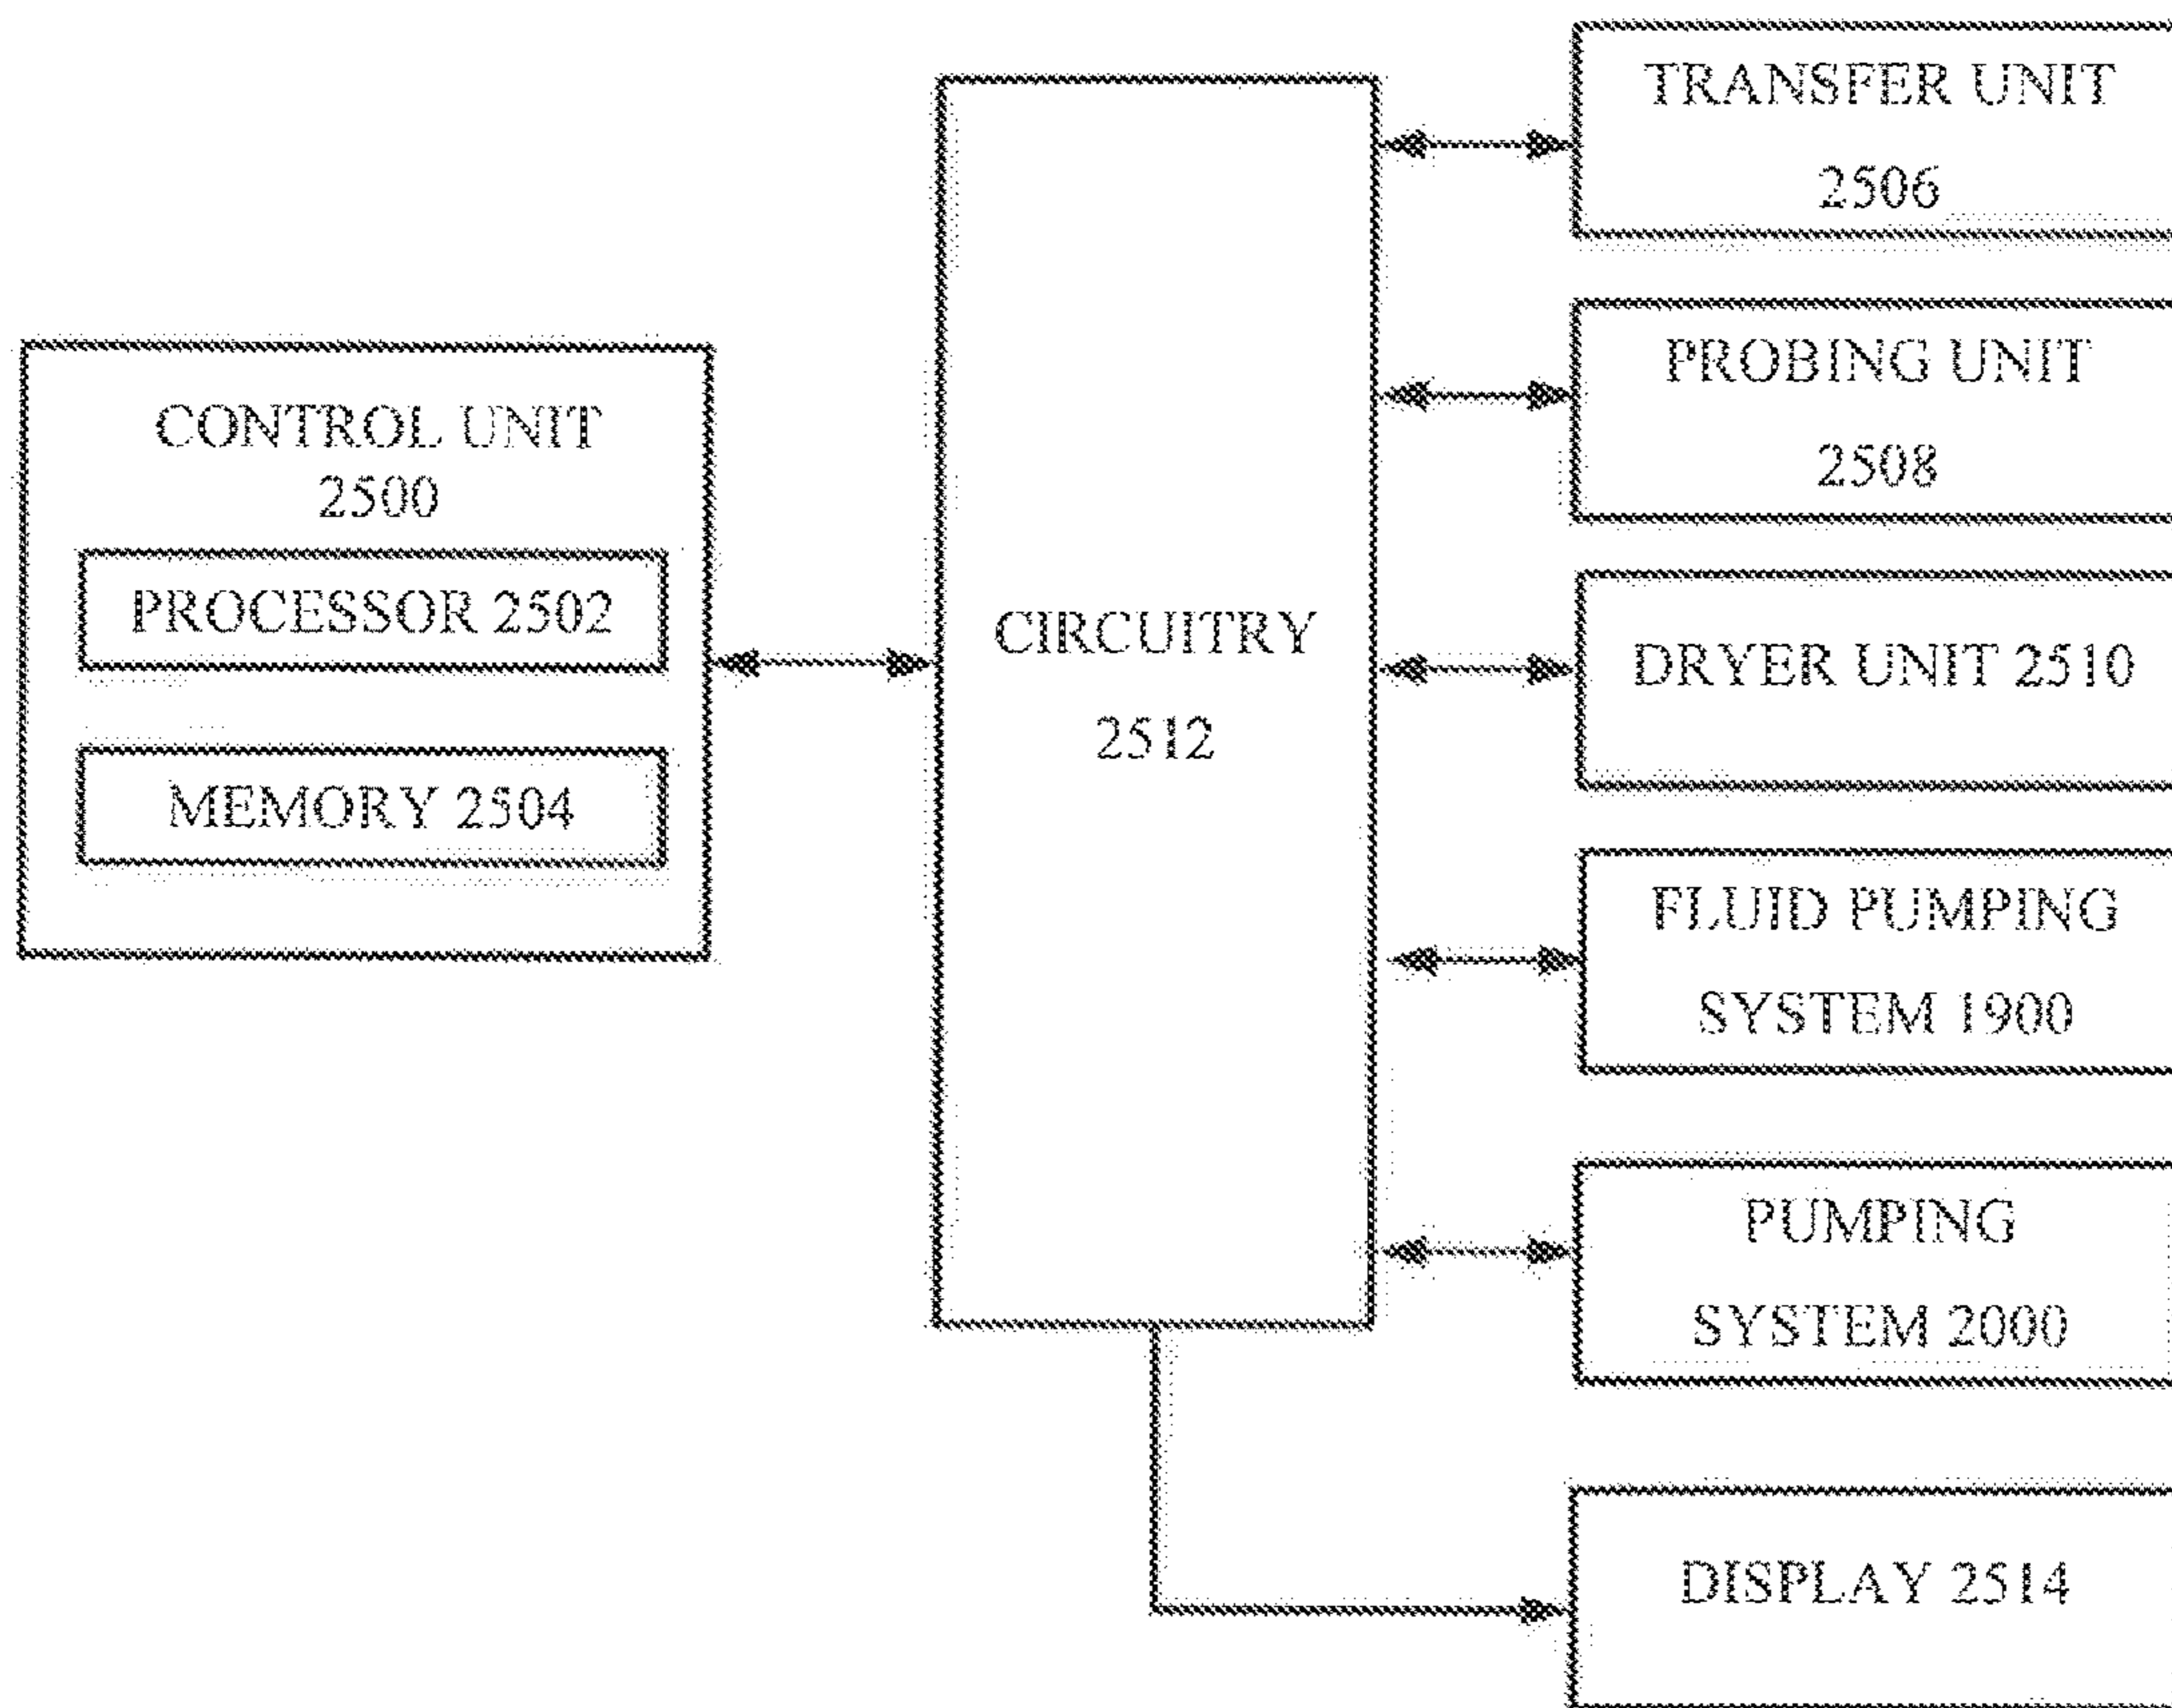 CONTROL UNIT
2500
PROCESSOR 2502
MEMORY 2504
CIRCUITRY
2512
TRANSFER UNIT
2506
PROBING UNIT
2508
DRYER UNIT 2510
FLUID PUMPING
SYSTEM 1900
PUMPING
SYSTEM 2000
DISPLAY 2514